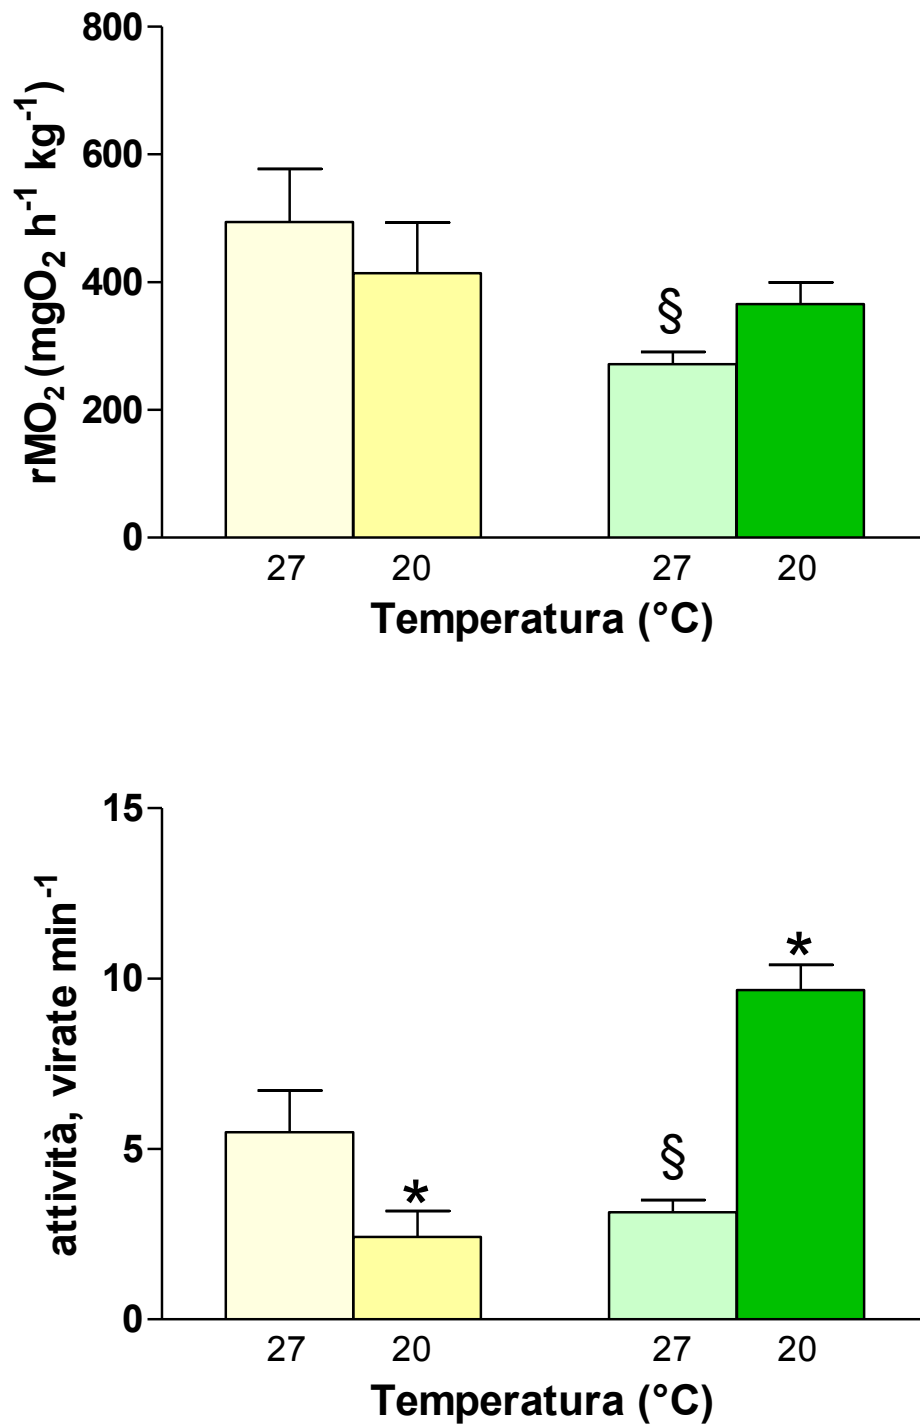 800
600
400
200
0
rMO₂ (mgO₂ h⁻¹ kg⁻¹)
§
27 20 27 20
Temperatura (°C)
15
10
5
0
attività, virate min⁻¹
*
§
*
27 20 27 20
Temperatura (°C)